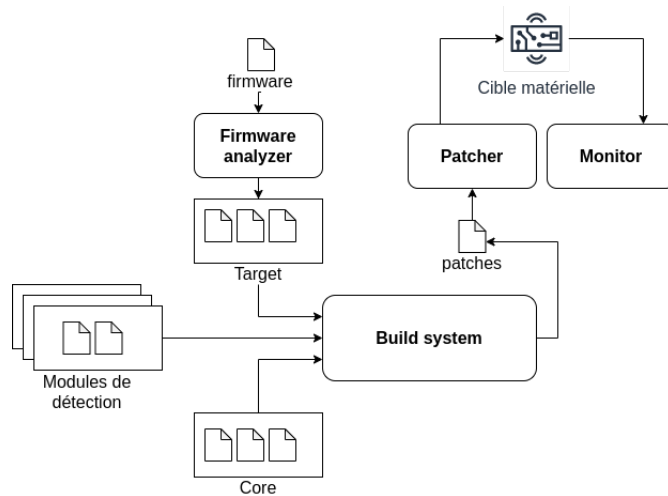 firmware
Firmware
analyzer
Target
Cible matérielle
Patcher
Monitor
patches
Build system
Modules de
détection
Core